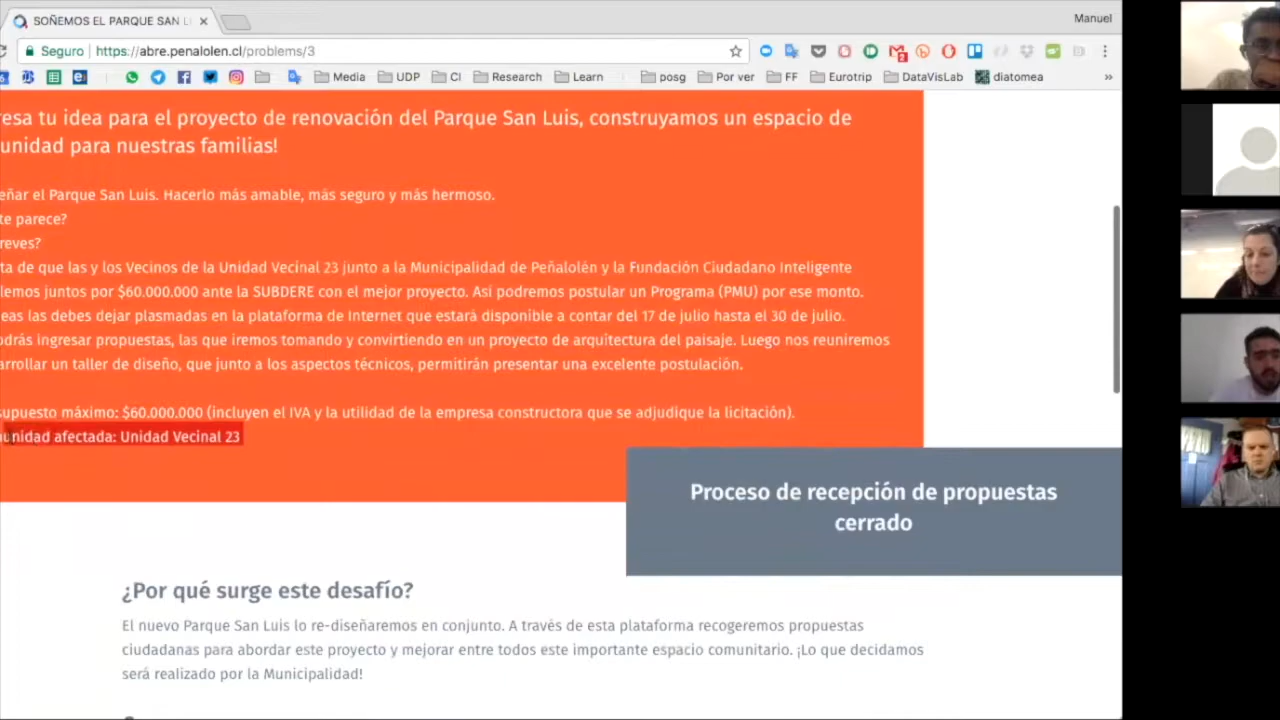 SOÑEMOS EL PARQUE SAN L
Manuel
Seguro https://abre.penalolen.cl/problems/3
Media UDP CI Research Learn posg Por ver FF Eurotrip DataVisLab diatomea »
resa tu idea para el proyecto de renovación del Parque San Luis, construyamos un espacio de
unidad para nuestras familias!
eñar el Parque San Luis. Hacerlo más amable, más seguro y más hermoso.
te parece?
reves?
ta de que las y los Vecinos de la Unidad Vecinal 23 junto a la Municipalidad de Peñalolén y la Fundación Ciudadano Inteligente
lemos juntos por $60.000.000 ante la SUBDERE con el mejor proyecto. Así podremos postular un Programa (PMU) por ese monto.
eas las debes dejar plasmadas en la plataforma de Internet que estará disponible a contar del 17 de julio hasta el 30 de julio.
odrás ingresar propuestas, las que iremos tomando y convirtiendo en un proyecto de arquitectura del paisaje. Luego nos reuniremos
arrollar un taller de diseño, que junto a los aspectos técnicos, permitirán presentar una excelente postulación.
supuesto máximo: $60.000.000 (incluyen el IVA y la utilidad de la empresa constructora que se adjudique la licitación).
unidad afectada: Unidad Vecinal 23
Proceso de recepción de propuestas
cerrado
¿Por qué surge este desafío?
El nuevo Parque San Luis lo re-diseñaremos en conjunto. A través de esta plataforma recogeremos propuestas
ciudadanas para abordar este proyecto y mejorar entre todos este importante espacio comunitario. ¡Lo que decidamos
será realizado por la Municipalidad!